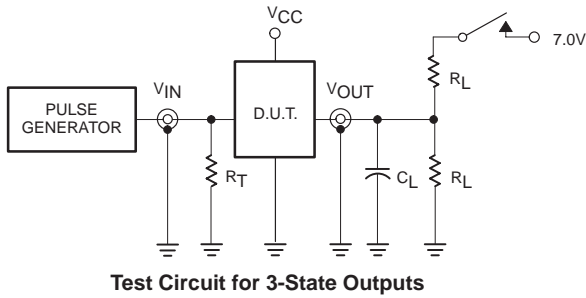 VCC
7.0V
RL
VIN
VOUT
PULSE
GENERATOR
D.U.T.
RT
CL
RL
Test Circuit for 3-State Outputs